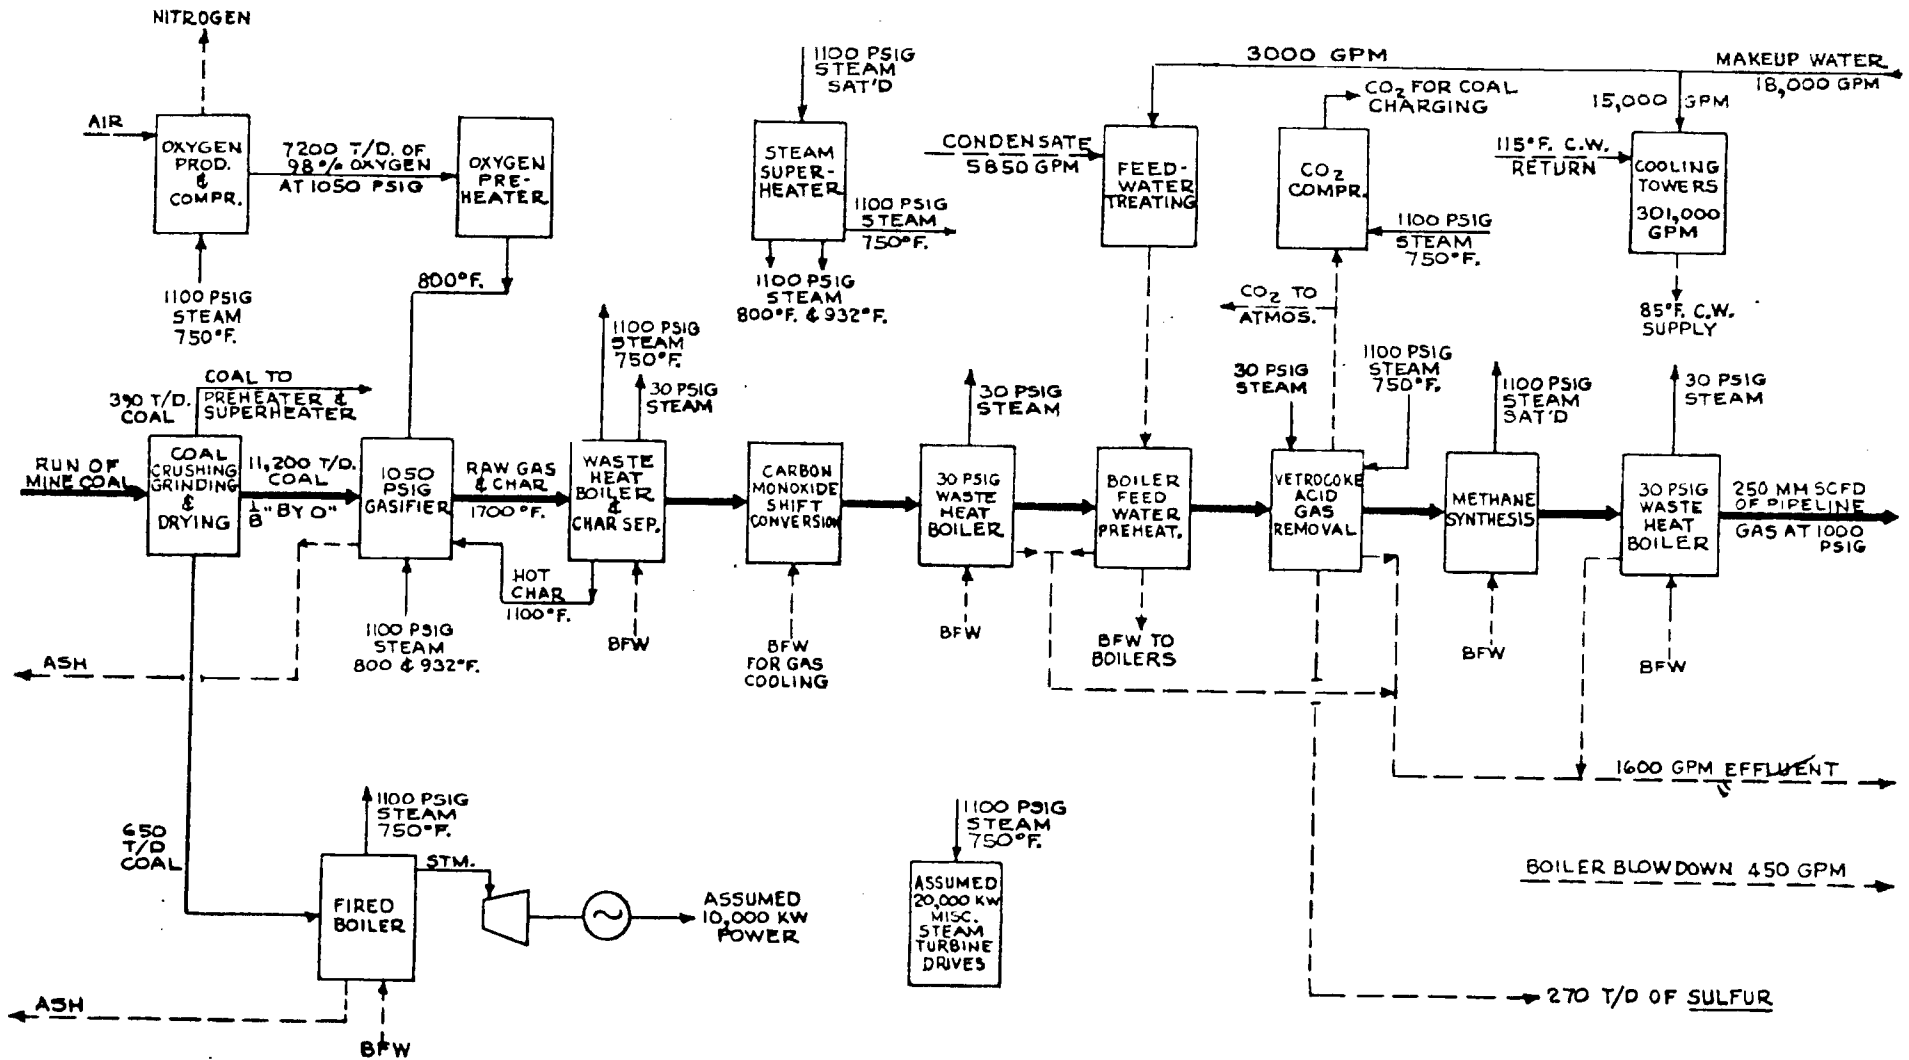 NITROGEN
AIR
OXYGEN
PROD.
&
COMPR.
7200 T/D. OF
98% OXYGEN
AT 1050 PSIG
OXYGEN
PRE-
HEATER
1100 PSIG
STEAM
750°F.
800°F.
1100 PSIG
STEAM
SAT'D
STEAM
SUPER-
HEATER
1100 PSIG
STEAM
750°F.
1100 PSIG
STEAM
800°F. & 932°F.
3000 GPM
MAKEUP WATER
18,000 GPM
CONDENSATE
5850 GPM
FEED-
WATER
TREATING
CO2 FOR COAL
CHARGING
CO2
COMPR.
1100 PSIG
STEAM
750°F.
CO2 TO
ATMOS.
15,000 GPM
115°F. C.W.
RETURN
COOLING
TOWERS
301,000
GPM
85°F. C.W.
SUPPLY
390 T/D.
COAL
COAL TO
PREHEATER &
SUPERHEATER
RUN OF
MINE COAL
COAL
CRUSHING
GRINDING
&
DRYING
11,200 T/D.
COAL
1/8" BY O"
1050
PSIG
GASIFIER
RAW GAS
& CHAR
1700°F.
1100 PSIG
STEAM
750°F.
30 PSIG
STEAM
WASTE
HEAT
BOILER
&
CHAR SEP.
HOT
CHAR
1100°F.
BFW
1100 PSIG
STEAM
800 & 932°F.
ASH
CARBON
MONOXIDE
SHIFT
CONVERSION
BFW
FOR GAS
COOLING
30 PSIG
STEAM
30 PSIG
WASTE
HEAT
BOILER
BFW
BOILER
FEED
WATER
PREHEAT.
BFW TO
BOILERS
30 PSIG
STEAM
1100 PSIG
STEAM
750°F.
VETROCOKE
ACID
GAS
REMOVAL
1100 PSIG
STEAM
SAT'D
METHANE
SYNTHESIS
BFW
30 PSIG
STEAM
30 PSIG
WASTE
HEAT
BOILER
BFW
250 MM SCFD
OF PIPELINE
GAS AT 1000
PSIG
1600 GPM EFFLUENT
BOILER BLOWDOWN 450 GPM
270 T/D OF SULFUR
650
T/D
COAL
1100 PSIG
STEAM
750°F.
STM.
FIRED
BOILER
ASSUMED
10,000 KW
POWER
ASH
BFW
1100 PSIG
STEAM
750°F.
ASSUMED
20,000 KW
MISC.
STEAM
TURBINE
DRIVES